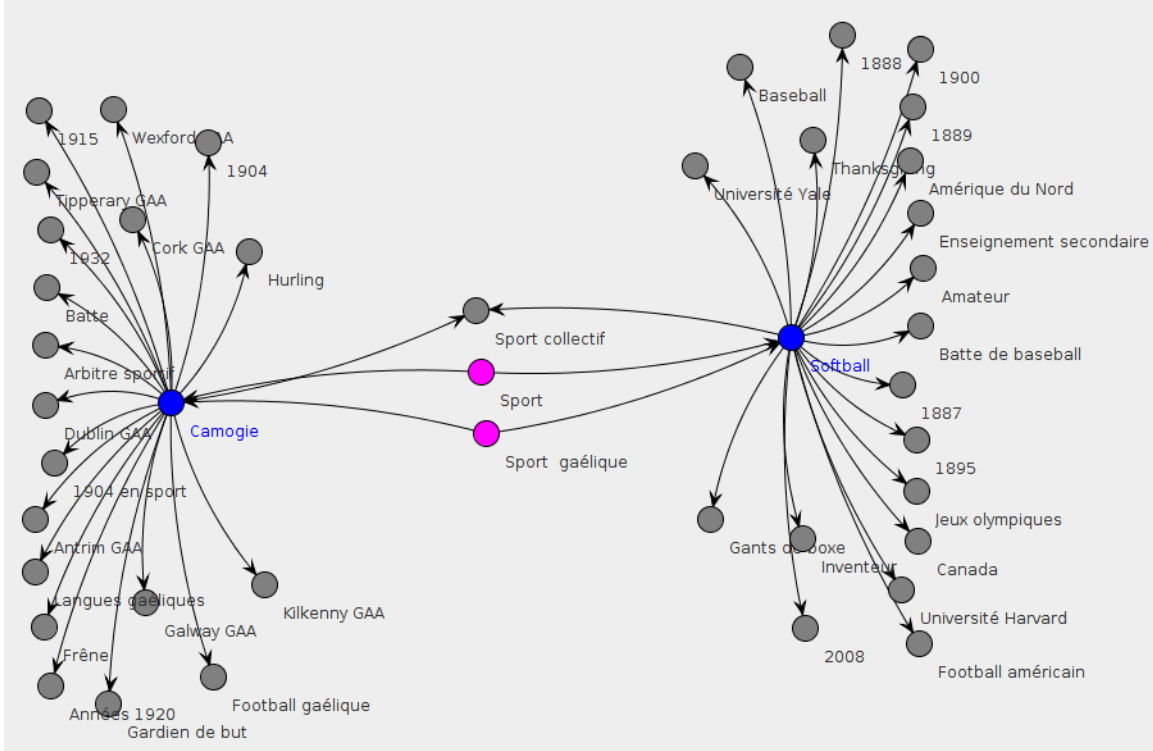 1888
1900
Baseball
1889
1915
Wexford GAA
1904
Thanksgiving
Université Yale
Amérique du Nord
Tipperary GAA
Cork GAA
Enseignement secondaire
1932
Hurling
Amateur
Batte
Sport collectif
Batte de baseball
Arbitre sportif
Softball
Sport
1887
Dublin GAA
Camogie
Sport gaélique
1895
1904 en sport
Jeux olympiques
Antrim GAA
Gants de boxe
Inventeur
Canada
Langues gaéliques
Kilkenny GAA
Galway GAA
Université Harvard
Frêne
2008
Football américain
Football gaélique
Années 1920
Gardien de but